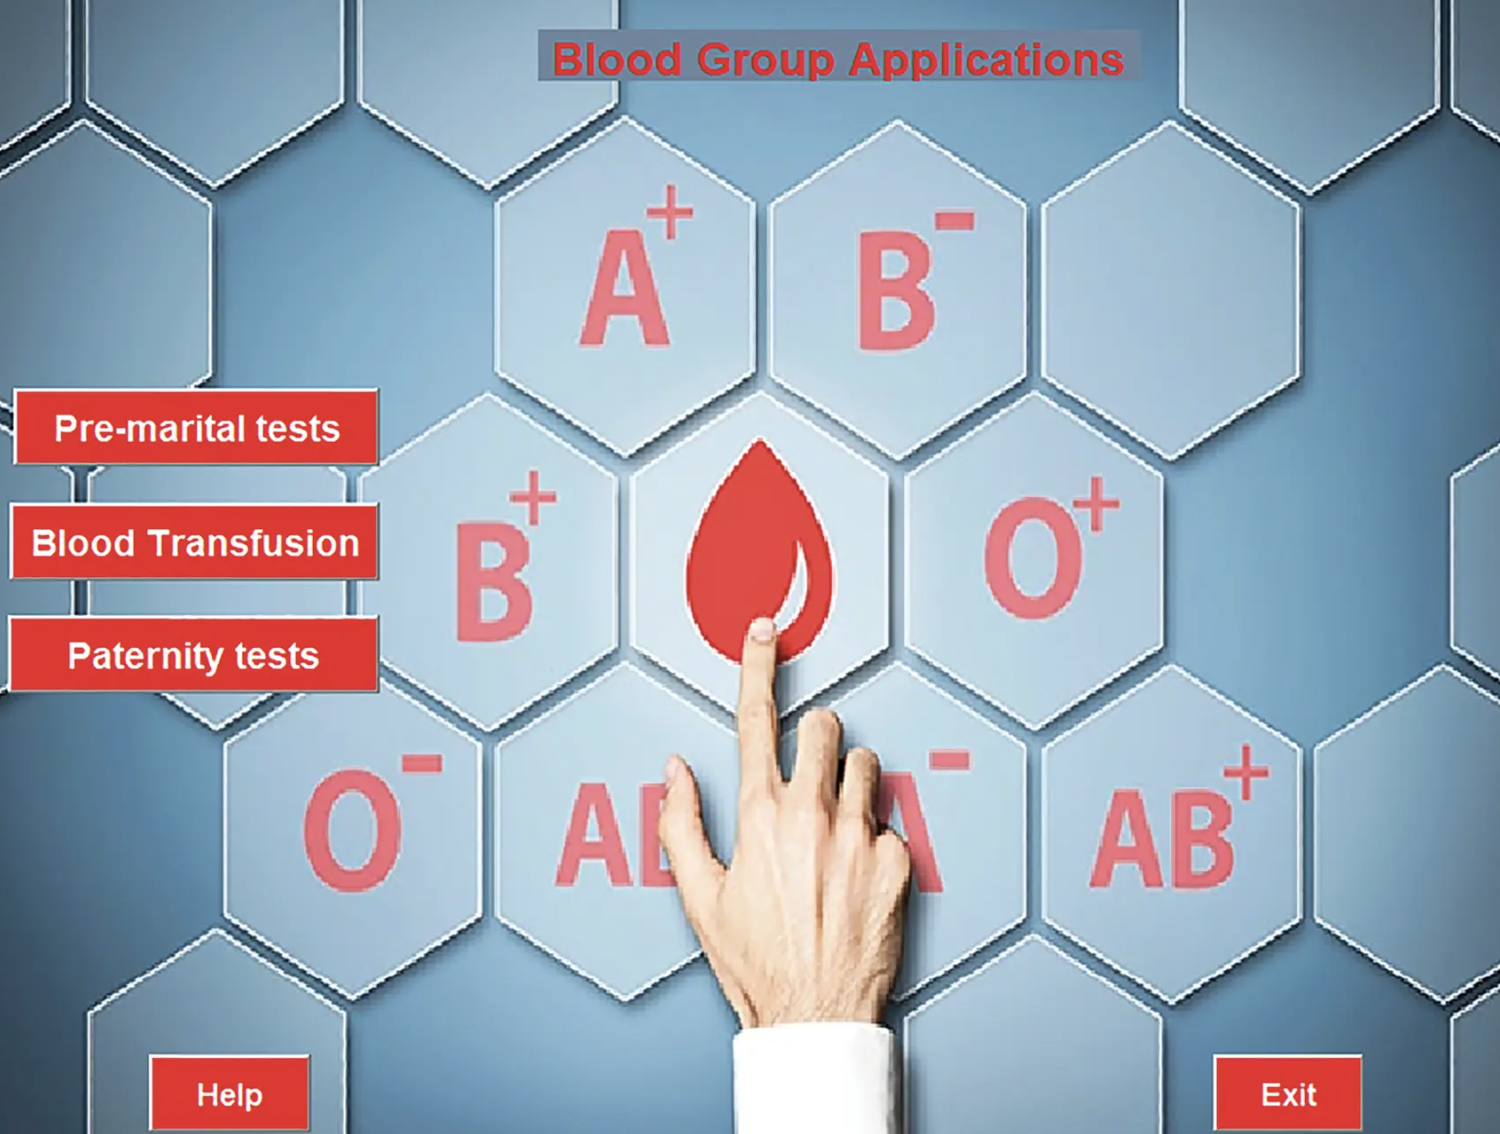 Blood Group Applications
A+
B-
Pre-marital tests
B+
O+
Blood Transfusion
Paternity tests
O-
A-
AB+
Help
Exit